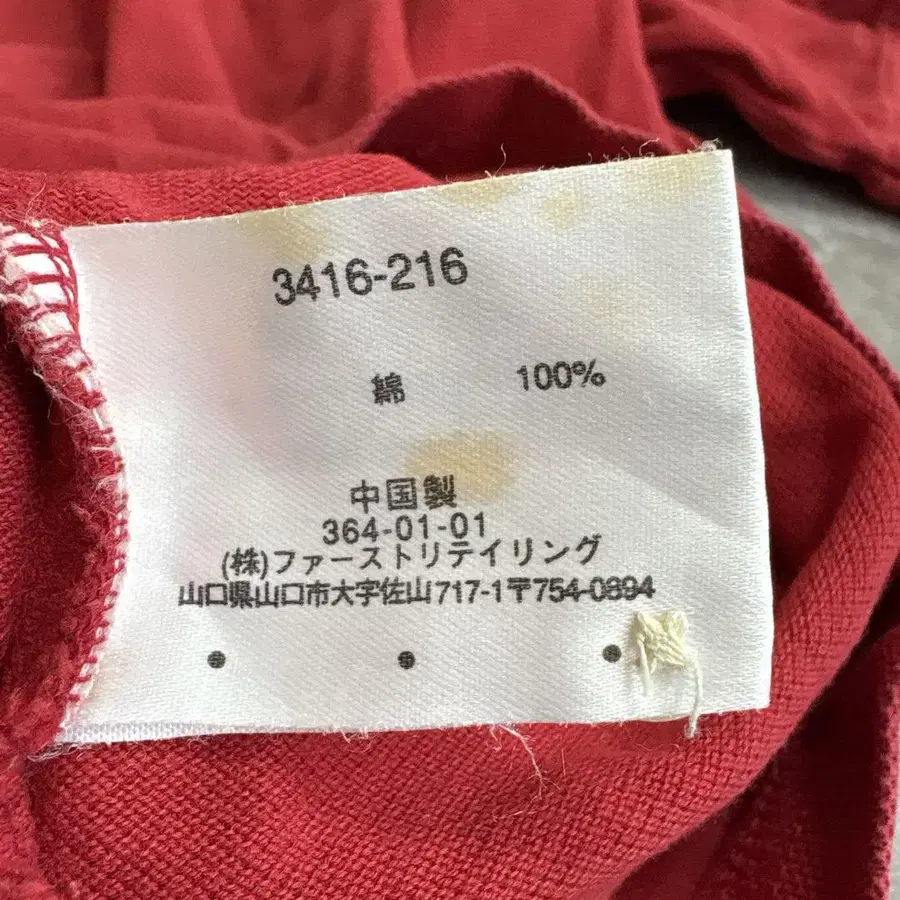 3416-216
綿 100%
中国製
364-01-01
(株)ファーストリテイリング
山口県山口市大字佐山717-1〒754-0894